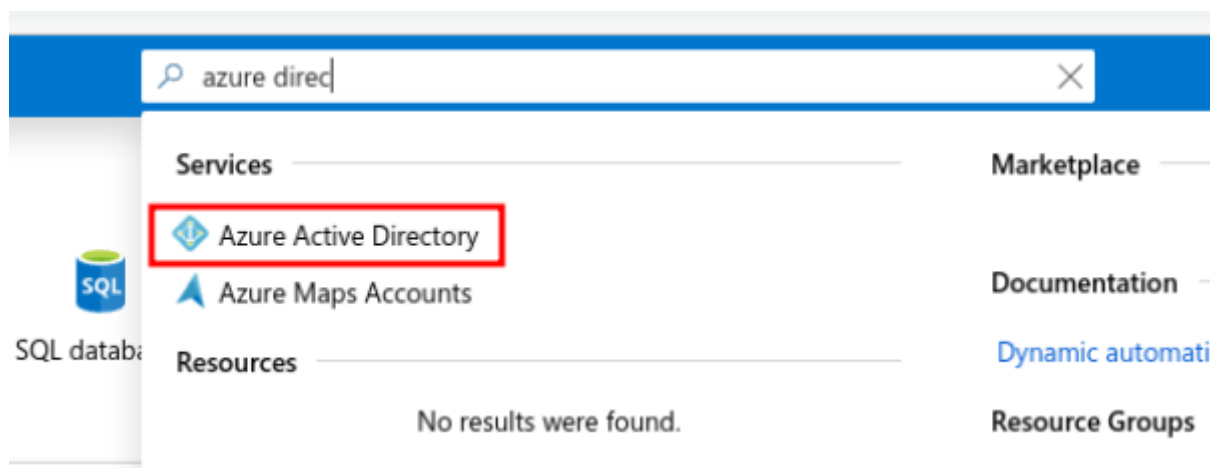 azure direc
Services
Azure Active Directory
Azure Maps Accounts
Resources
No results were found.
Marketplace
Documentation
Dynamic automati
Resource Groups
SQL
SQL databa